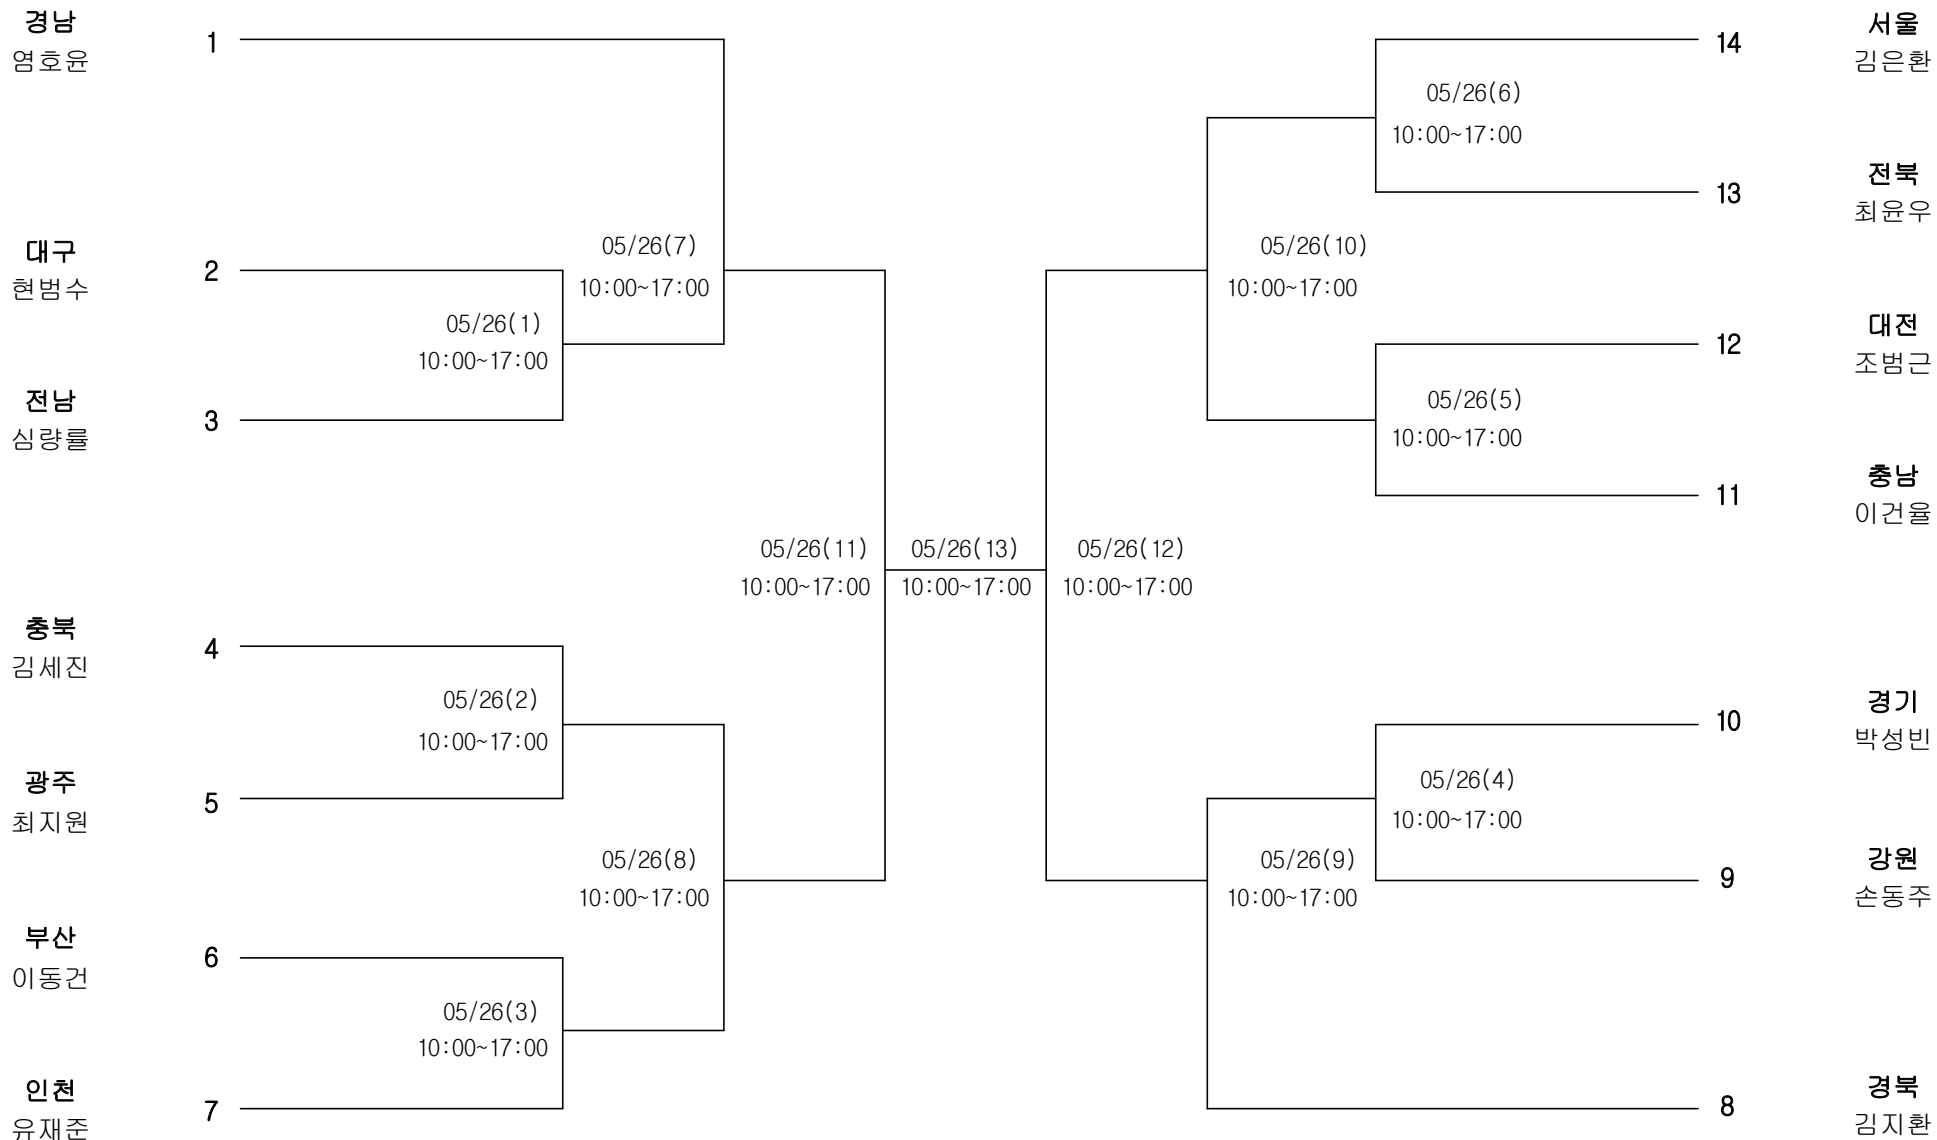 경남
염호윤
1
대구
현범수
2
전남
심량률
3
충북
김세진
4
광주
최지원
5
부산
이동건
6
인천
유재준
7
05/26(1)
10:00~17:00
05/26(7)
10:00~17:00
05/26(2)
10:00~17:00
05/26(8)
10:00~17:00
05/26(3)
10:00~17:00
05/26(11)
10:00~17:00
05/26(13)
10:00~17:00
05/26(12)
10:00~17:00
05/26(6)
10:00~17:00
05/26(10)
10:00~17:00
05/26(5)
10:00~17:00
05/26(4)
10:00~17:00
05/26(9)
10:00~17:00
14
서울
김은환
13
전북
최윤우
12
대전
조범근
11
충남
이건율
10
경기
박성빈
9
강원
손동주
8
경북
김지환